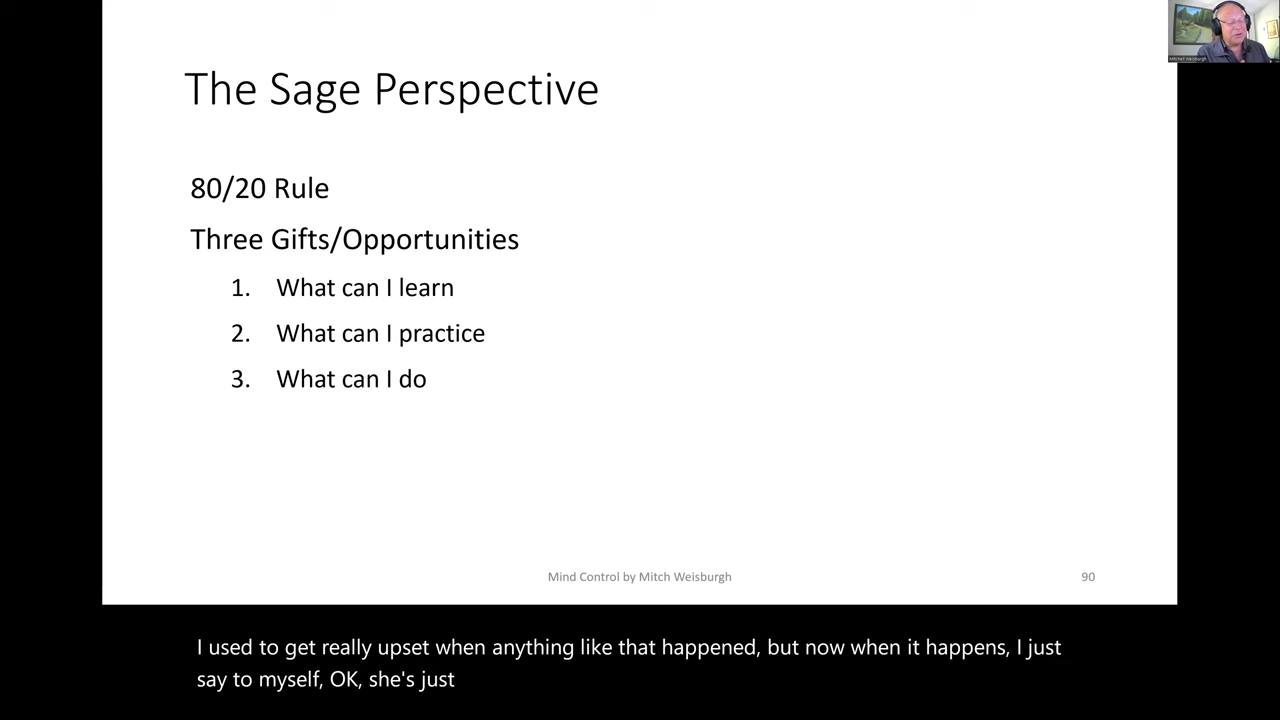 The Sage Perspective
80/20 Rule
Three Gifts/Opportunities
1. What can I learn
2. What can I practice
3. What can I do
Mind Control by Mitch Weisburgh
90
Mitchell Weisburgh
I used to get really upset when anything like that happened, but now when it happens, I just
say to myself, OK, she's just